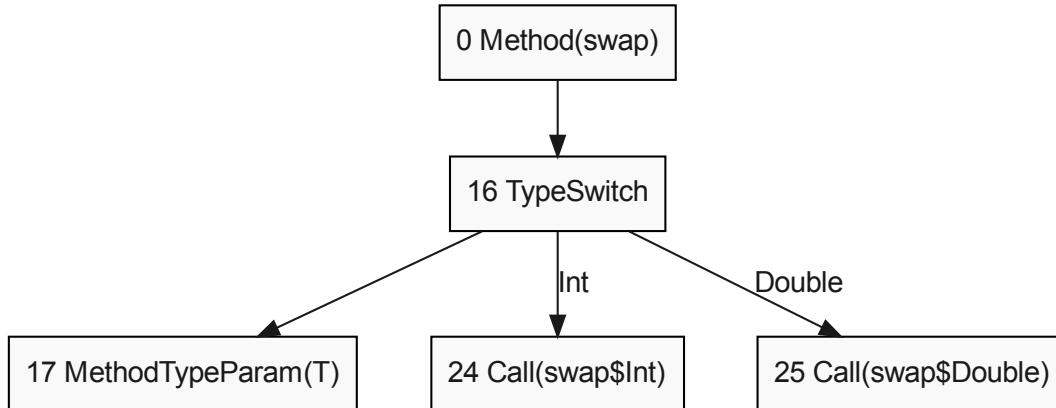 0 Method(swap)
16 TypeSwitch
Int
Double
17 MethodTypeParam(T)
24 Call(swap$Int)
25 Call(swap$Double)